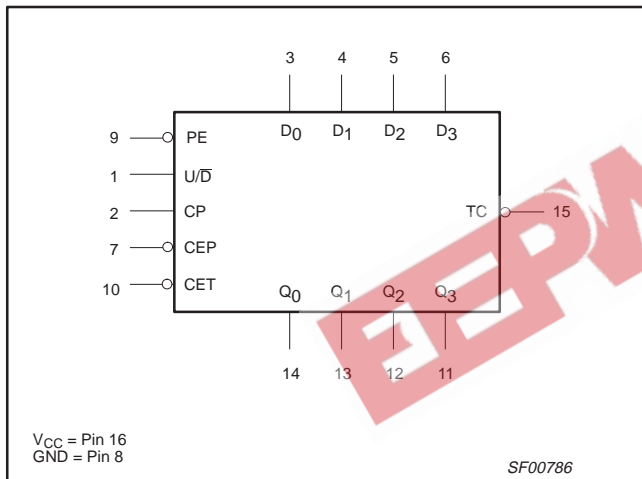 3 4 5 6
D0 D1 D2 D3
9 PE
1 U/D̅
2 CP
TC 15
7 CEP
10 CET
Q0 Q1 Q2 Q3
14 13 12 11
VCC = Pin 16
GND = Pin 8
SF00786
EEPW